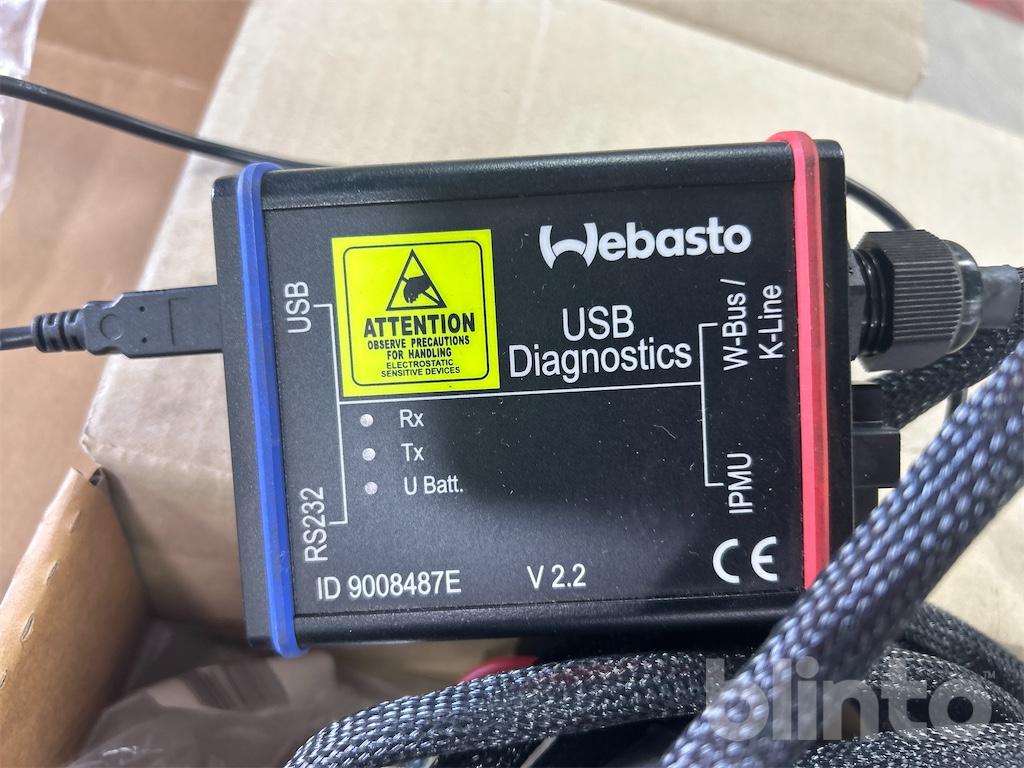 Webasto
USB
Diagnostics
USB
RS232
ATTENTION
OBSERVE PRECAUTIONS
FOR HANDLING
ELECTROSTATIC
SENSITIVE DEVICES
Rx
Tx
U Batt.
W-Bus /
K-Line
IPMU
ID 9008487E
V 2.2
CE
blinto™